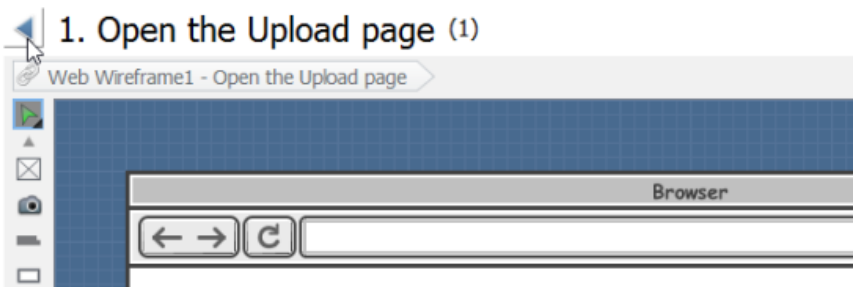 1. Open the Upload page (1)
Web Wireframe1 - Open the Upload page
Browser